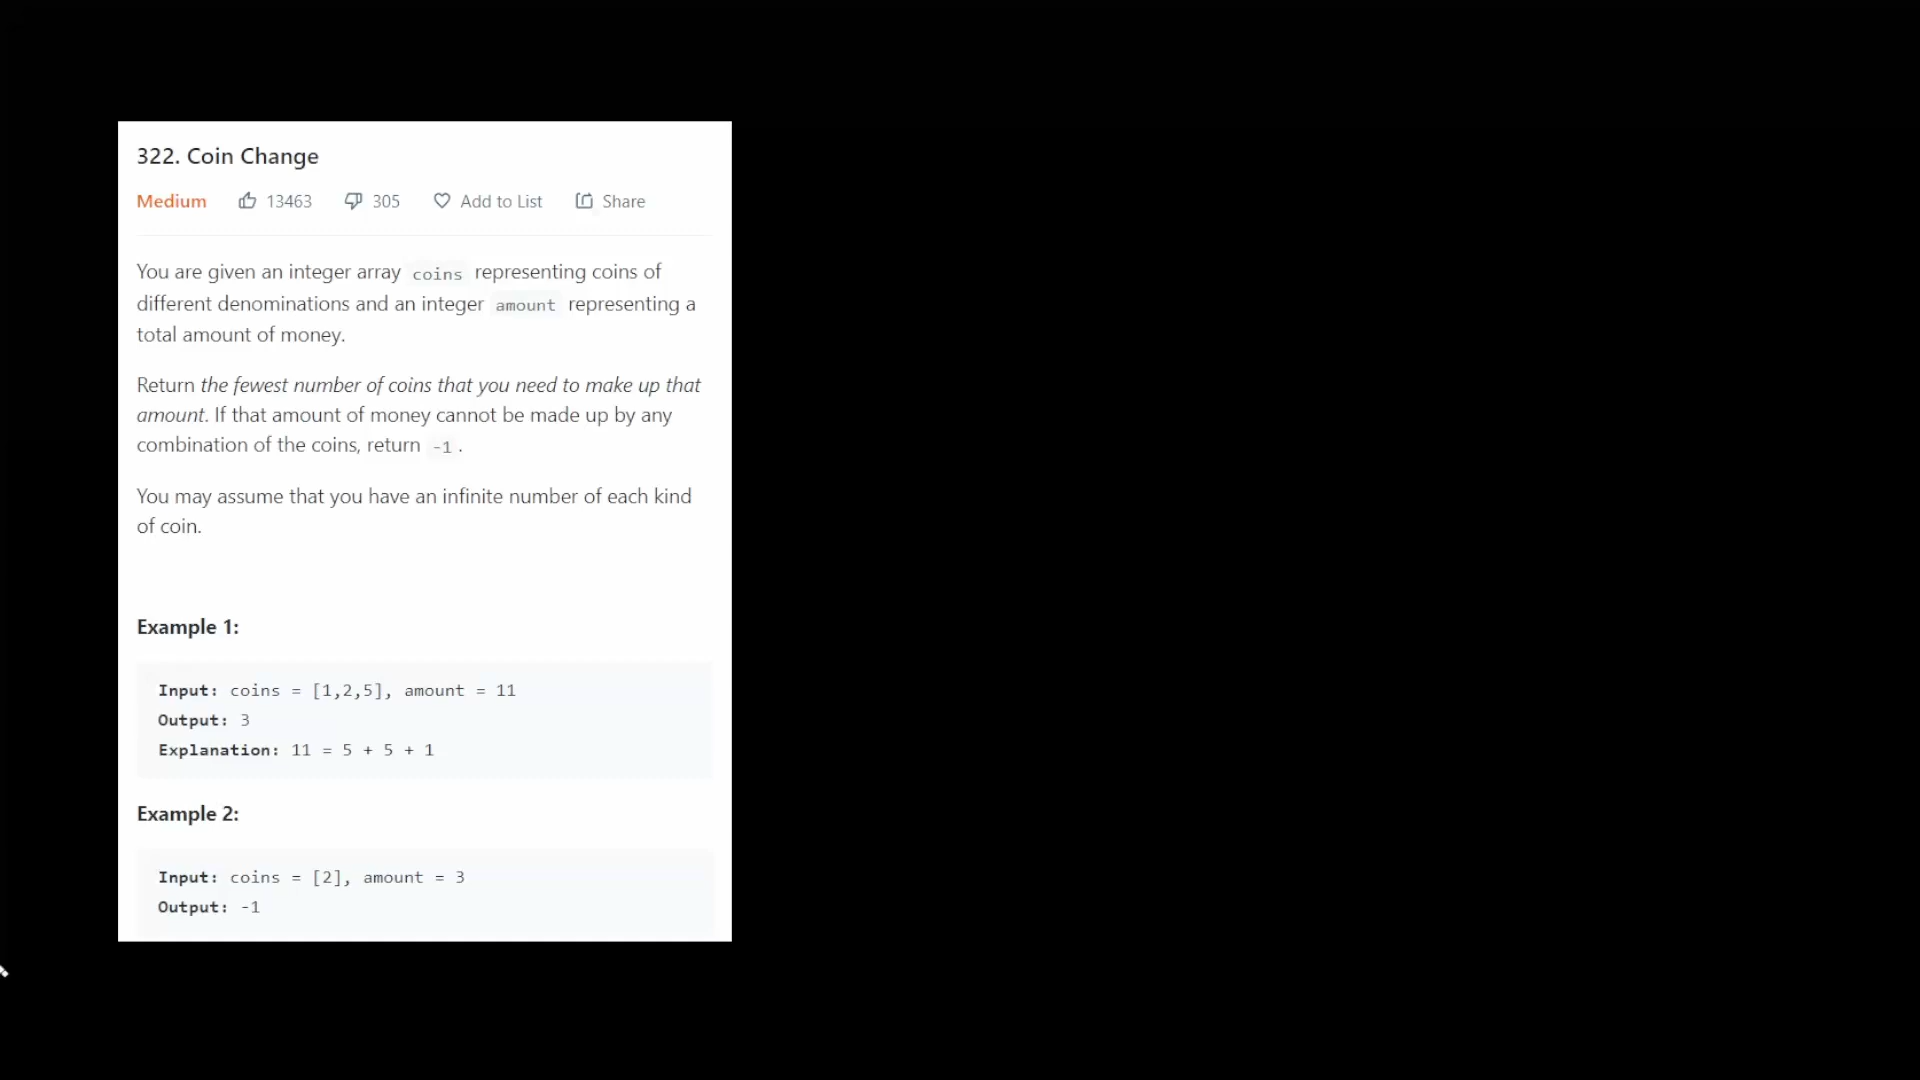 322. Coin Change
Medium 13463 305 Add to List Share
You are given an integer array coins representing coins of
different denominations and an integer amount representing a
total amount of money.
Return the fewest number of coins that you need to make up that
amount. If that amount of money cannot be made up by any
combination of the coins, return -1.
You may assume that you have an infinite number of each kind
of coin.
Example 1:
Input: coins = [1,2,5], amount = 11
Output: 3
Explanation: 11 = 5 + 5 + 1
Example 2:
Input: coins = [2], amount = 3
Output: -1